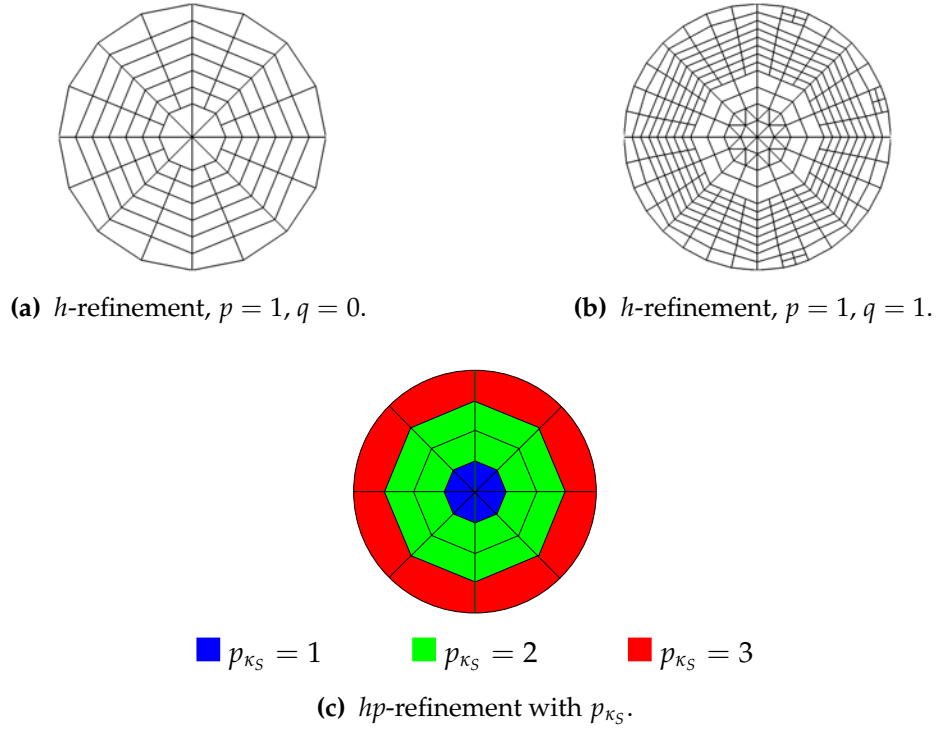 (a) h-refinement, p = 1, q = 0.
(b) h-refinement, p = 1, q = 1.
p_{κ_S} = 1
p_{κ_S} = 2
p_{κ_S} = 3
(c) hp-refinement with p_{κ_S}.